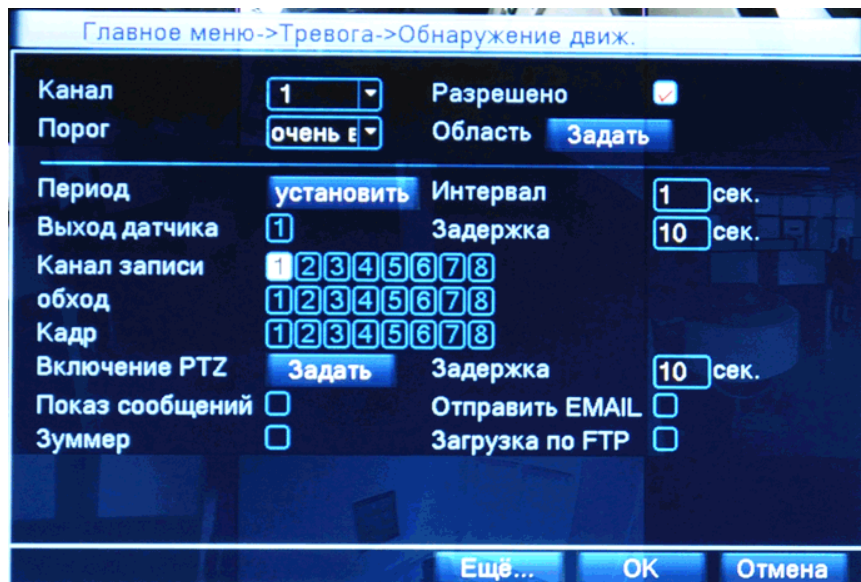 Главное меню->Тревога->Обнаружение движ.
Канал 1 Разрешено
Порог очень в Область Задать
Период установить Интервал 1 сек.
Выход датчика 1 Задержка 10 сек.
Канал записи 1 2 3 4 5 6 7 8
обход 1 2 3 4 5 6 7 8
Кадр 1 2 3 4 5 6 7 8
Включение PTZ Задать Задержка 10 сек.
Показ сообщений Отправить EMAIL
Зуммер Загрузка по FTP
Ещё... OK Отмена